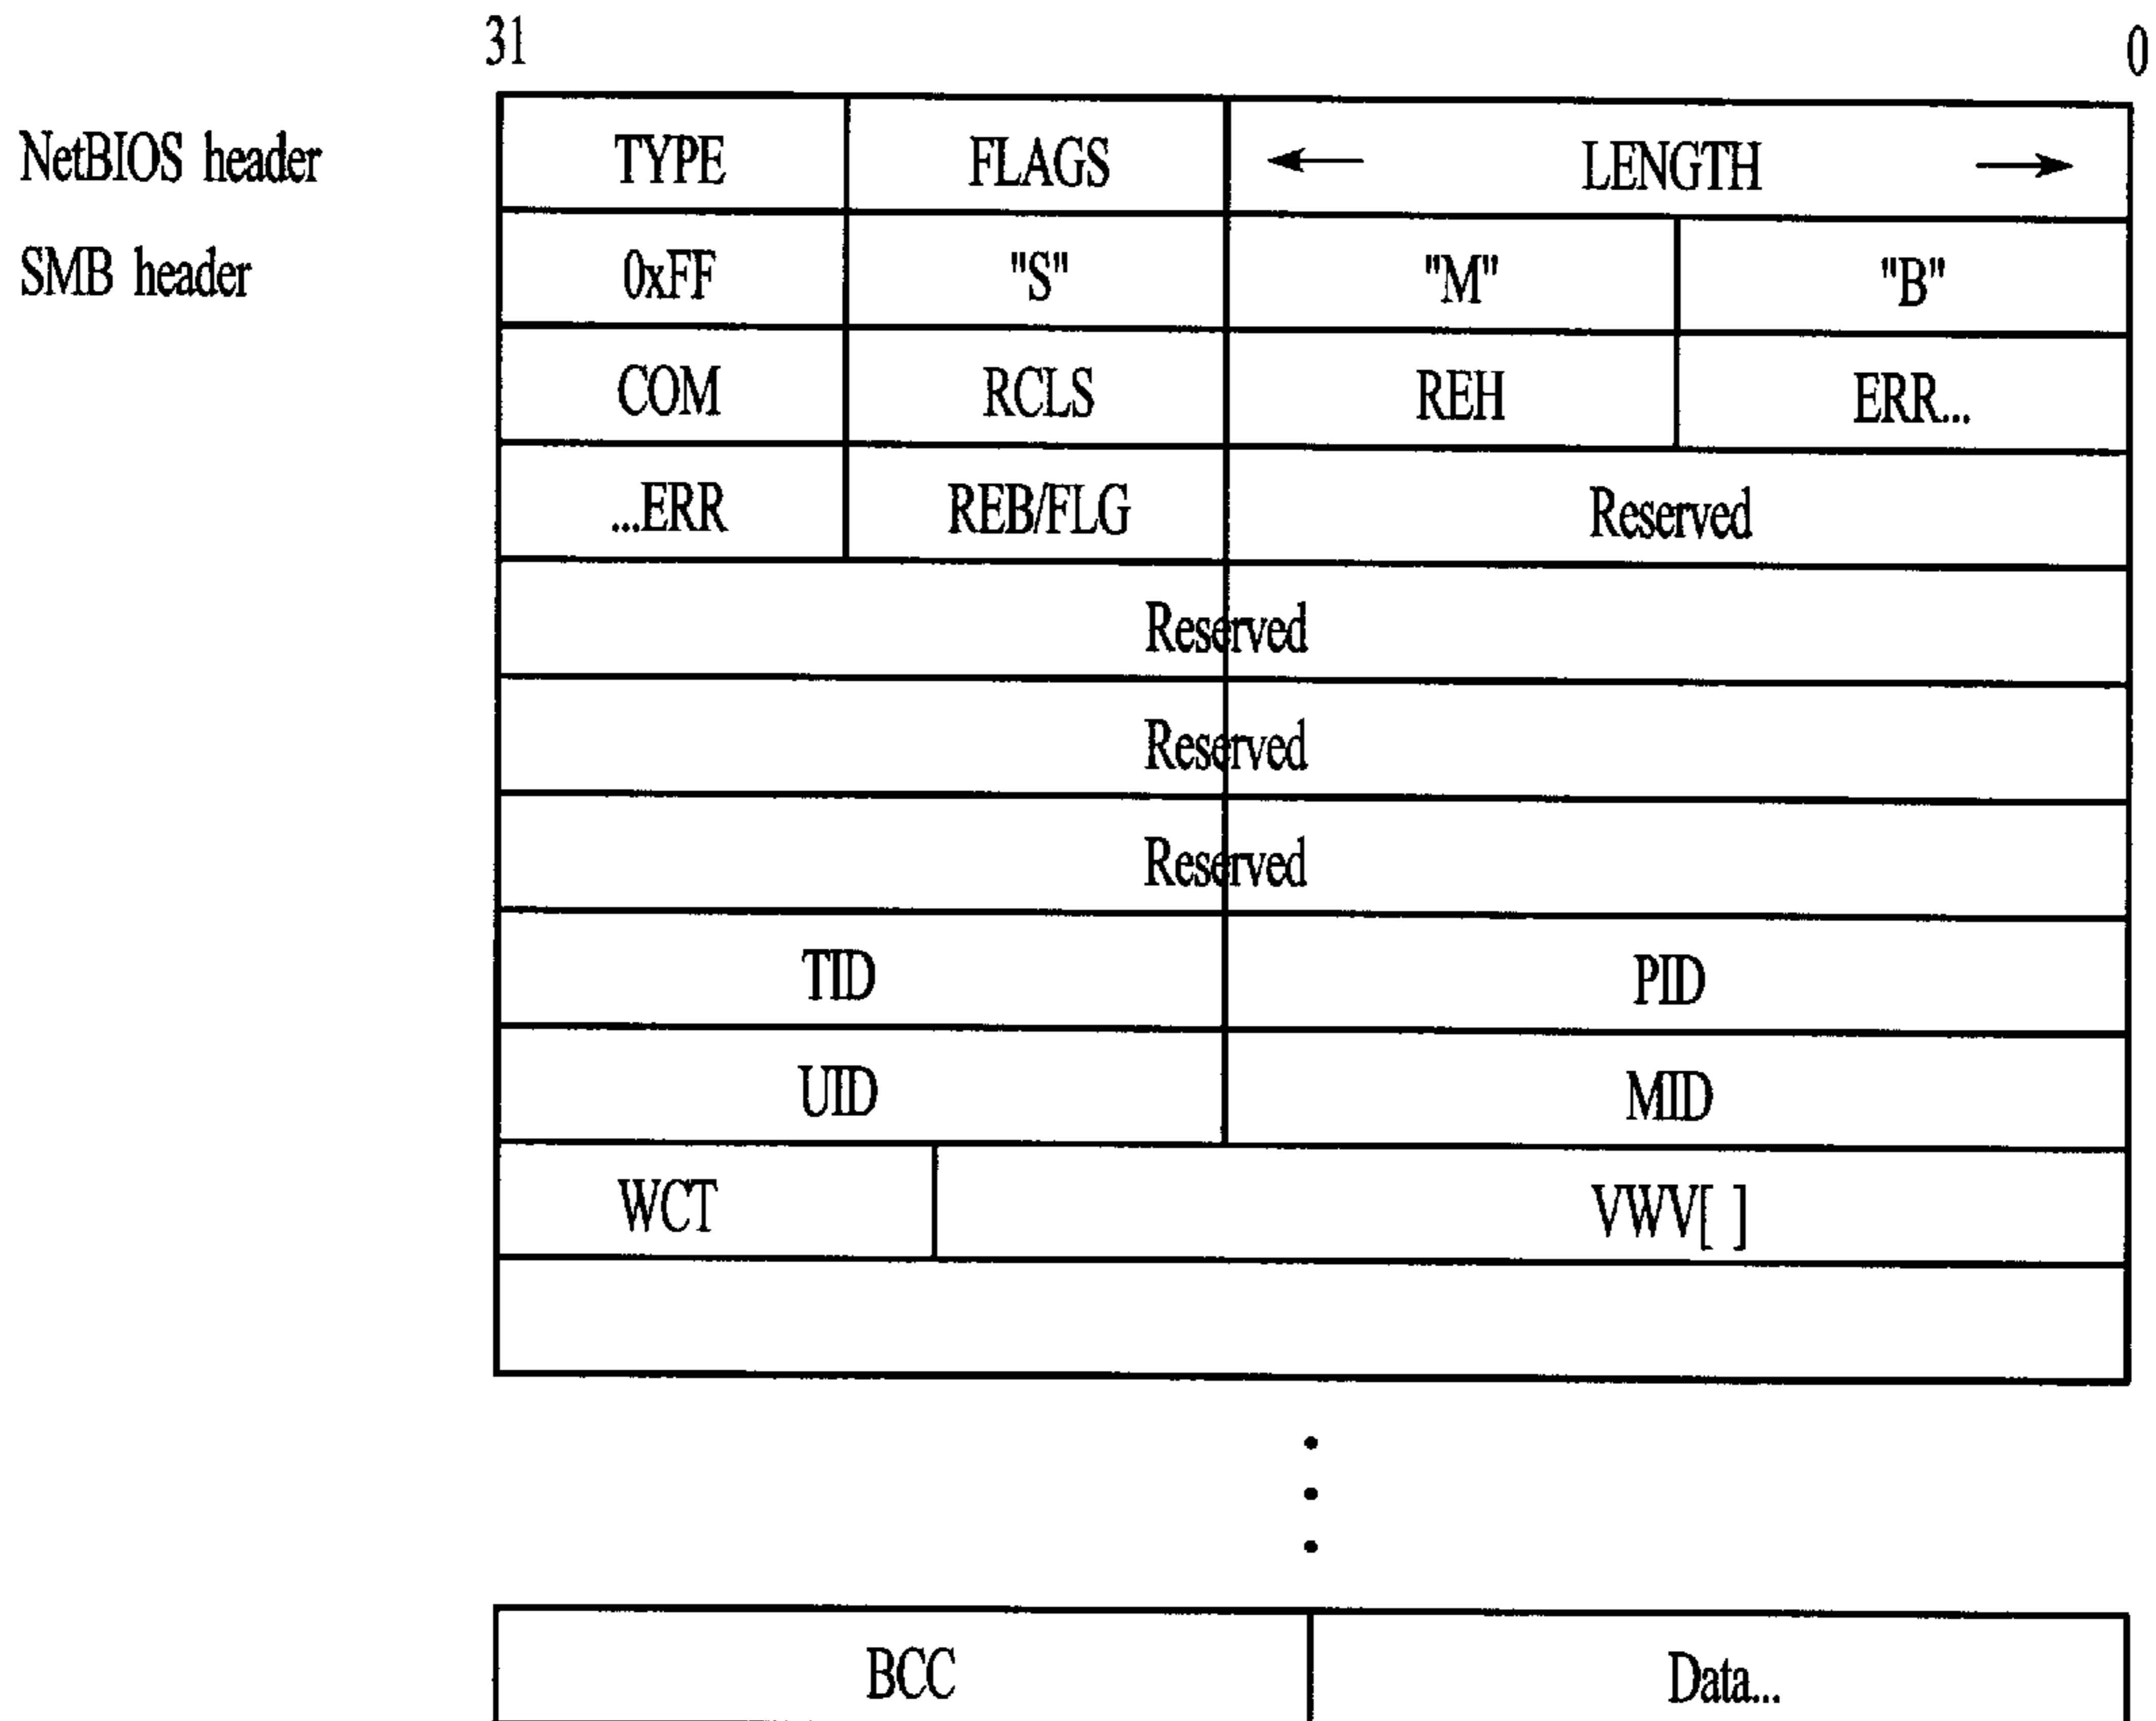 31 0
NetBIOS header TYPE FLAGS LENGTH
SMB header 0xFF "S" "M" "B"
COM RCLS REH ERR...
...ERR REB/FLG Reserved
Reserved
Reserved
Reserved
TID PID
UID MID
WCT VWV[ ]
BCC Data...